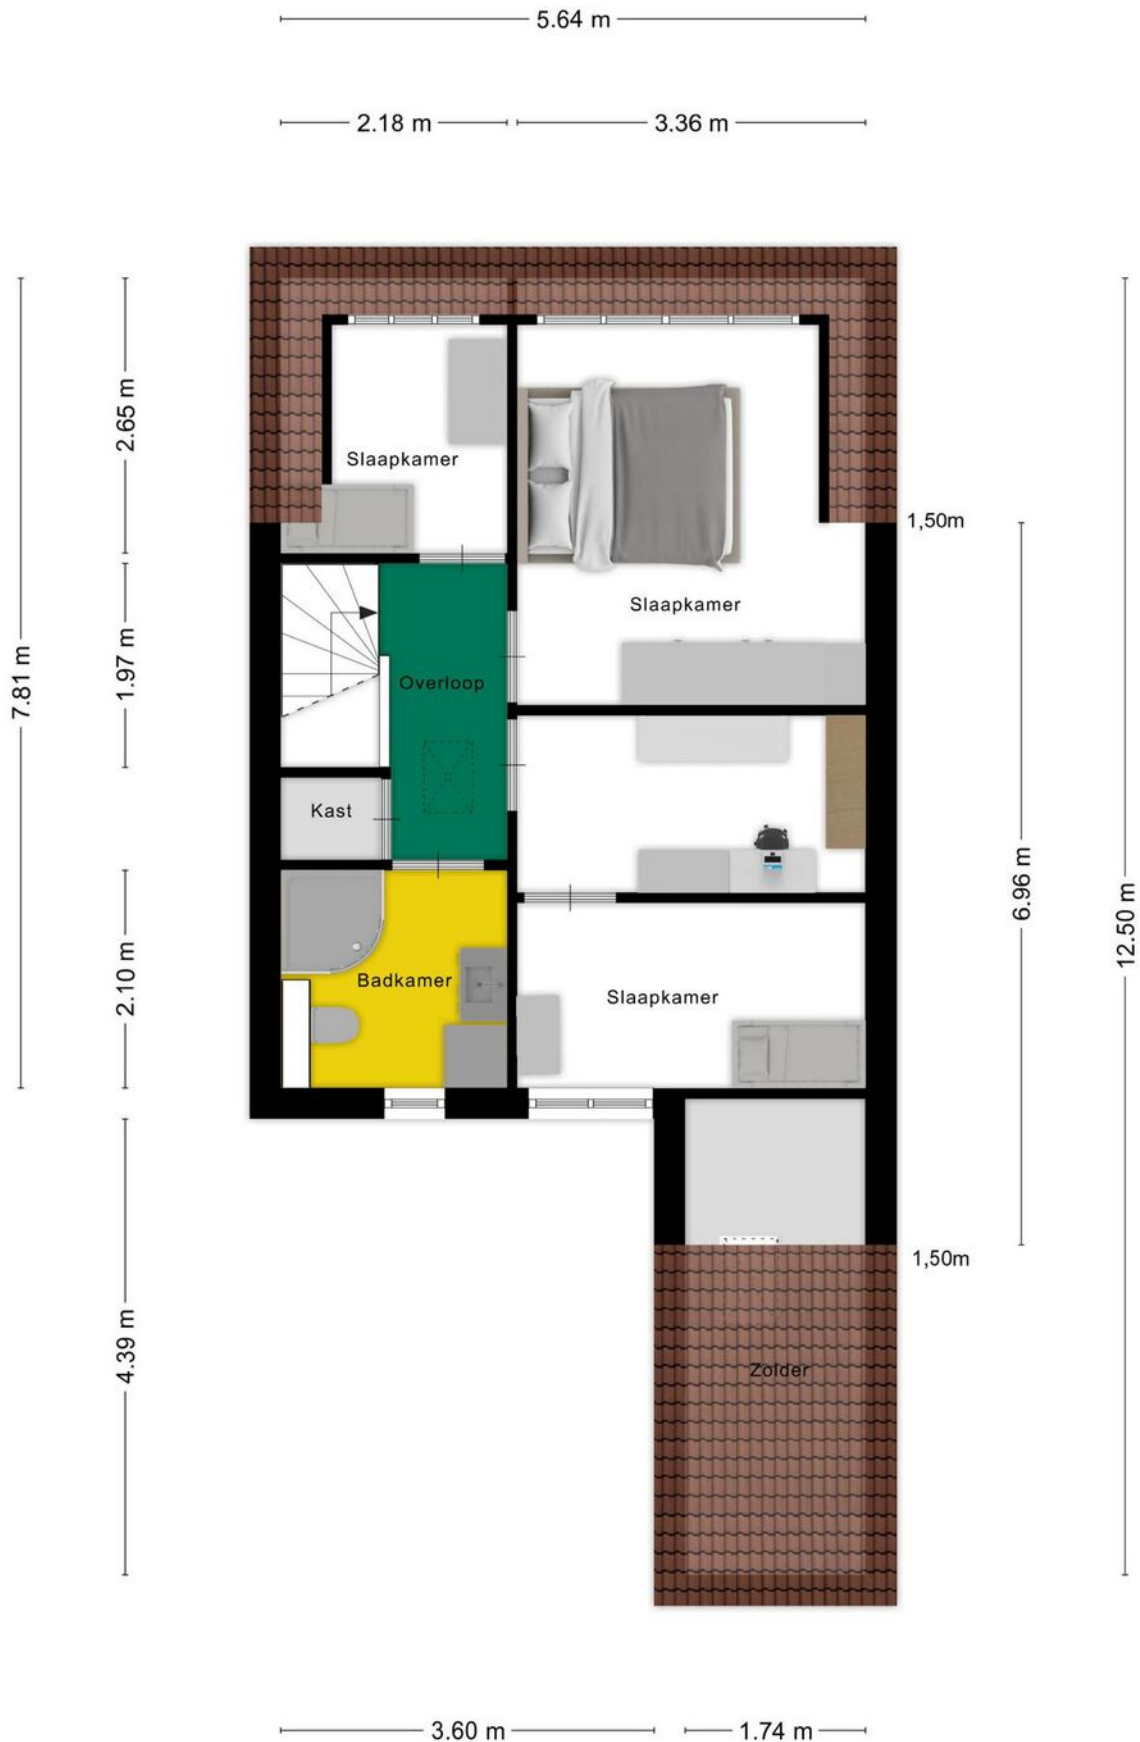 5.64 m
2.18 m
3.36 m
2.65 m
Slaapkamer
1,50m
Slaapkamer
1.97 m
7.81 m
Overloop
Kast
6.96 m
12.50 m
2.10 m
Badkamer
Slaapkamer
1,50m
4.39 m
Zolder
3.60 m
1.74 m